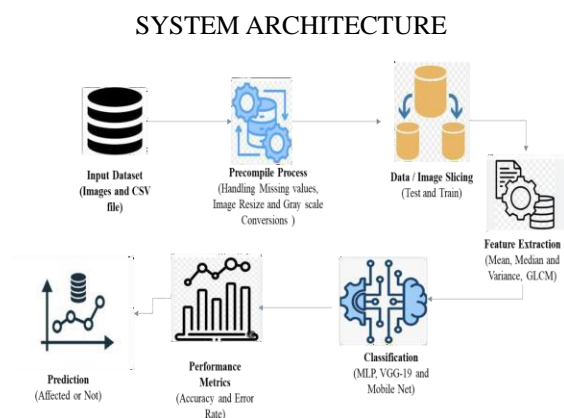 SYSTEM ARCHITECTURE
Input Dataset
(Images and CSV
file)
Precompile Process
(Handling Missing values,
Image Resize and Gray scale
Conversions )
Data / Image Slicing
(Test and Train)
Feature Extraction
(Mean, Median and
Variance, GLCM)
Classification
(MLP, VGG-19 and
Mobile Net)
Performance
Metrics
(Accuracy and Error
Rate)
Prediction
(Affected or Not)